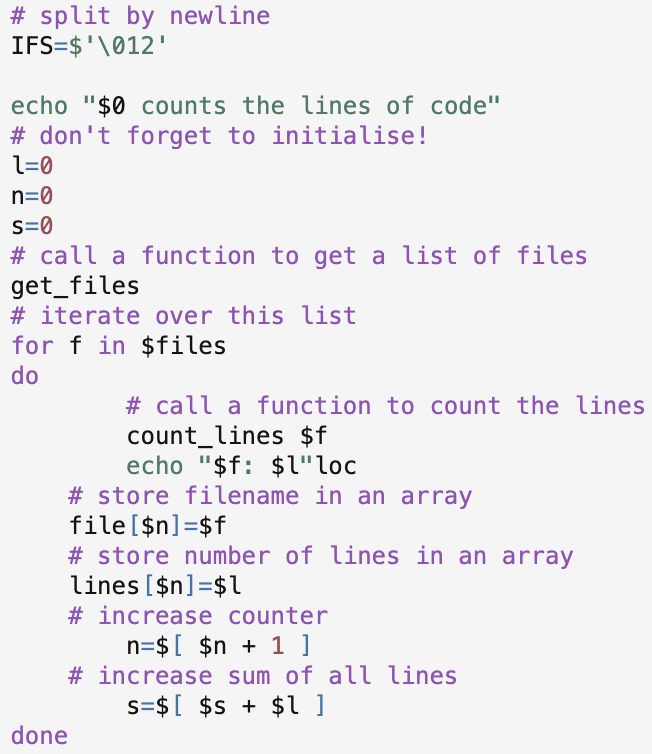 # split by newline
IFS=$'\012'

echo "$0 counts the lines of code"
# don't forget to initialise!
l=0
n=0
s=0
# call a function to get a list of files
get_files
# iterate over this list
for f in $files
do
        # call a function to count the lines
        count_lines $f
        echo "$f: $l"loc
    # store filename in an array
    file[$n]=$f
    # store number of lines in an array
    lines[$n]=$l
    # increase counter
        n=$[ $n + 1 ]
    # increase sum of all lines
        s=$[ $s + $l ]
done